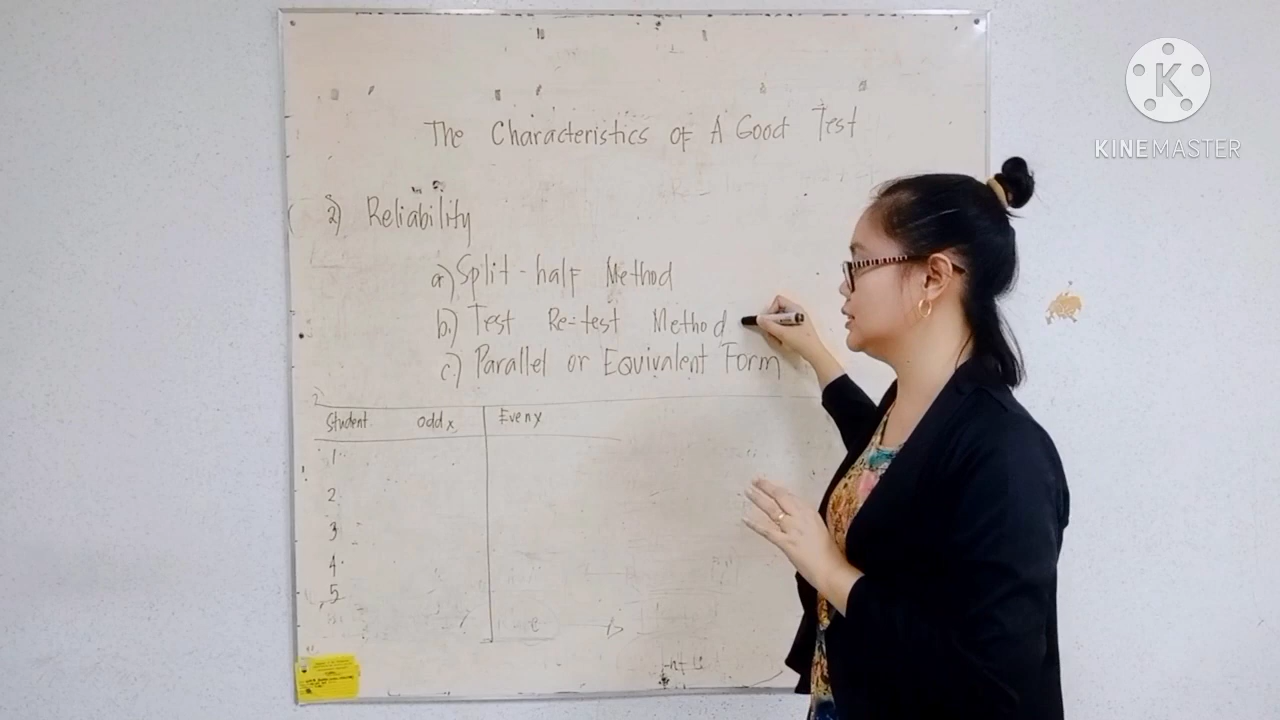 The Characteristics of A Good Test
2) Reliability
a) Split-half Method
b.) Test Re-test Method
c.) Parallel or Equivalent Form
Student odd x Even y
1
2
3
4
5
K
KINEMASTER